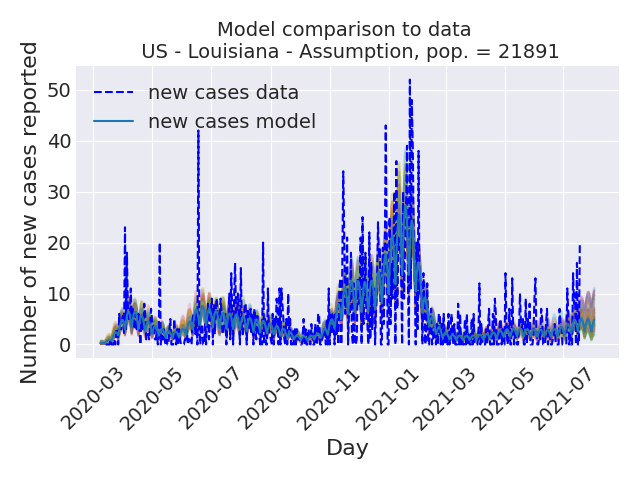 Model comparison to data
US - Louisiana - Assumption, pop. = 21891
Number of new cases reported
50
40
30
20
10
0
new cases data
new cases model
2020-03
2020-05
2020-07
2020-09
2020-11
2021-01
2021-03
2021-05
2021-07
Day